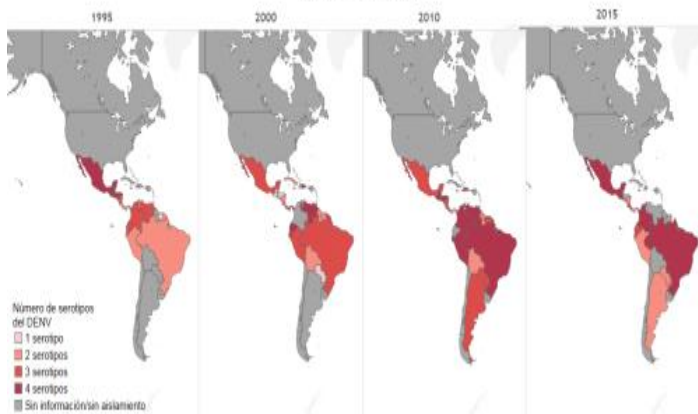 1995
2000
2010
2015
Número de serotipos
del DENV
1 serotipo
2 serotipos
3 serotipos
4 serotipos
Sin información/sin aislamiento